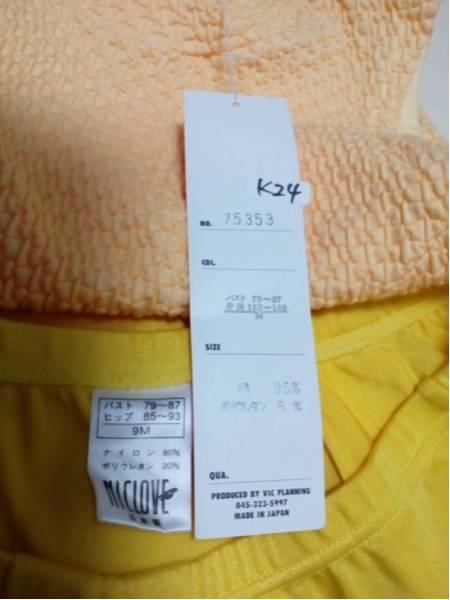 K24
NO. 75353
COL.
バスト 79~87
身長 153~160
M
SIZE
綿 95%
ポリウレタン 5%
QUA.
PRODUCED BY VIC PLANNING
045-323-5997
MADE IN JAPAN
バスト 79~87
ヒップ 85~93
9M
ナイロン 80%
ポリウレタン 20%
MICLOVE
日本製